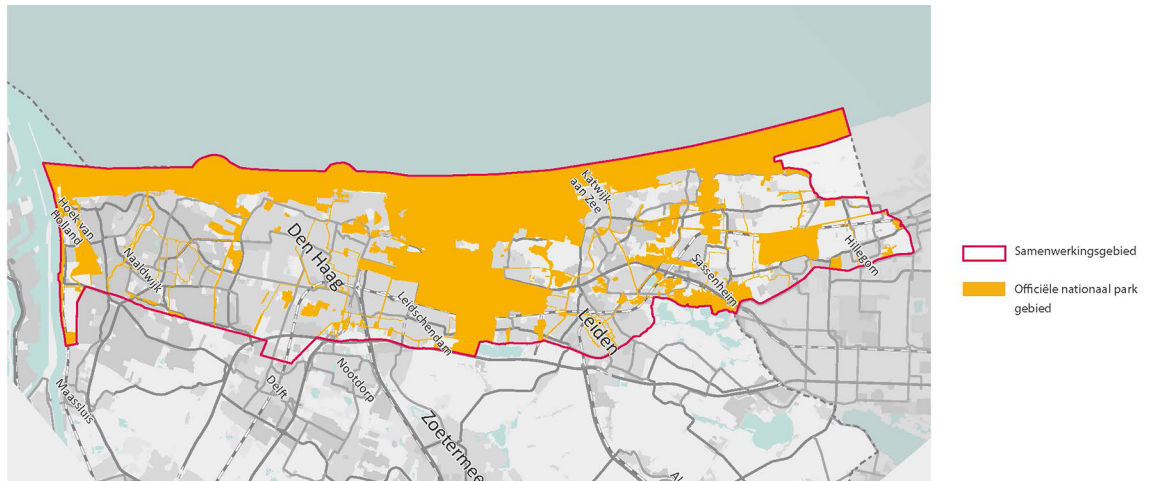 Katwijk
aan Zee
Hoek van
Holland
Naaldwijk
Den Haag
Leidschendam
Leiden
Sassenheim
Hillegom
Maassluis
Delft
Nootdorp
Zoetermee
Samenwerkingsgebied
Officiële nationaal park
gebied